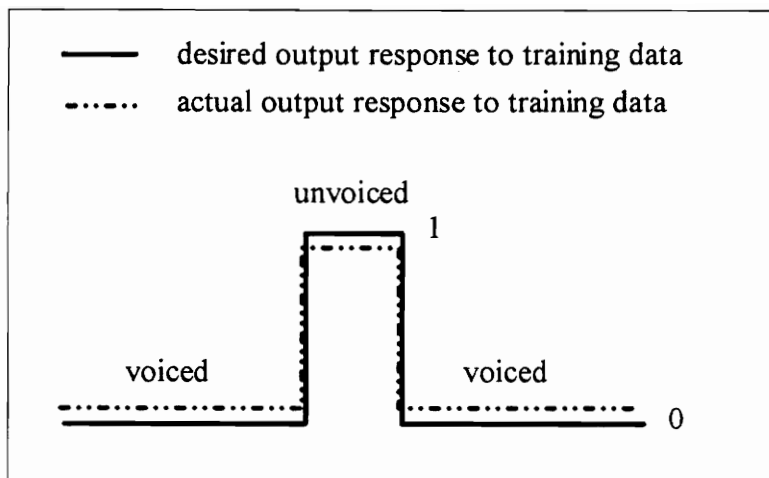 desired output response to training data
actual output response to training data
unvoiced
1
voiced
voiced
0